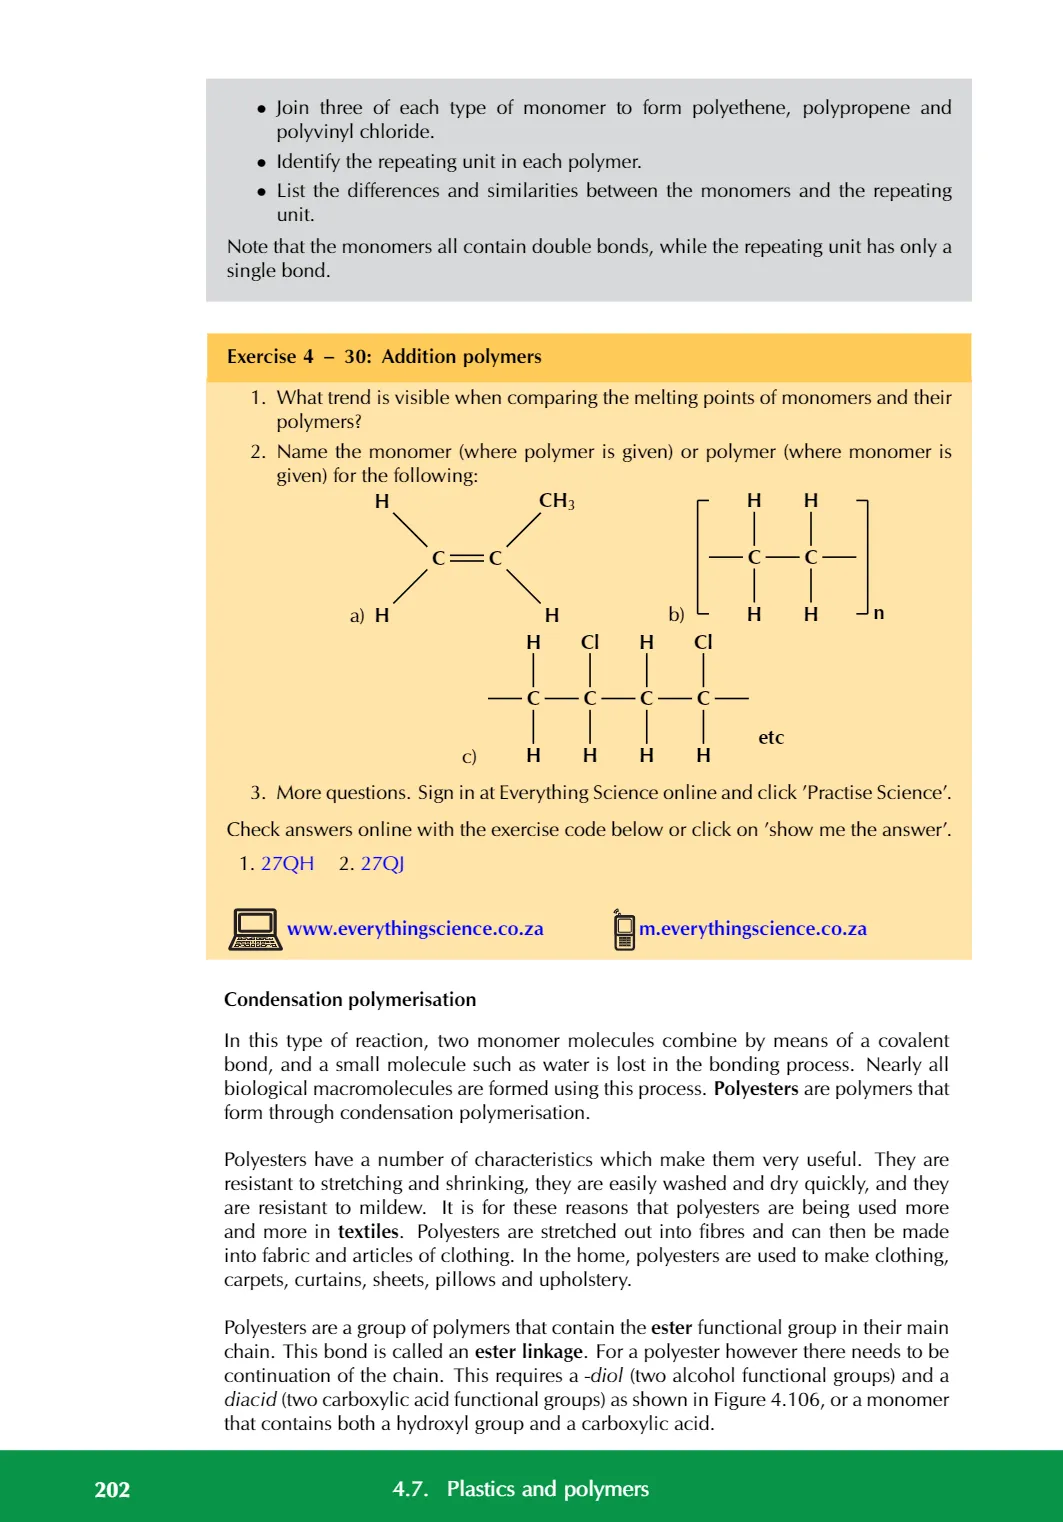 • Join three of each type of monomer to form polyethene, polypropene and
polyvinyl chloride.
• Identify the repeating unit in each polymer.
• List the differences and similarities between the monomers and the repeating
unit.
Note that the monomers all contain double bonds, while the repeating unit has only a
single bond.
Exercise 4 – 30: Addition polymers
1. What trend is visible when comparing the melting points of monomers and their
polymers?
2. Name the monomer (where polymer is given) or polymer (where monomer is
given) for the following:
H CH₃
C C
a) H H
H H
C C
b) H H n
H Cl H Cl
C C C C
etc
c) H H H H
3. More questions. Sign in at Everything Science online and click ’Practise Science’.
Check answers online with the exercise code below or click on ’show me the answer’.
1. 27QH 2. 27QJ
www.everythingscience.co.za m.everythingscience.co.za
Condensation polymerisation
In this type of reaction, two monomer molecules combine by means of a covalent
bond, and a small molecule such as water is lost in the bonding process. Nearly all
biological macromolecules are formed using this process. Polyesters are polymers that
form through condensation polymerisation.
Polyesters have a number of characteristics which make them very useful. They are
resistant to stretching and shrinking, they are easily washed and dry quickly, and they
are resistant to mildew. It is for these reasons that polyesters are being used more
and more in textiles. Polyesters are stretched out into fibres and can then be made
into fabric and articles of clothing. In the home, polyesters are used to make clothing,
carpets, curtains, sheets, pillows and upholstery.
Polyesters are a group of polymers that contain the ester functional group in their main
chain. This bond is called an ester linkage. For a polyester however there needs to be
continuation of the chain. This requires a -diol (two alcohol functional groups) and a
diacid (two carboxylic acid functional groups) as shown in Figure 4.106, or a monomer
that contains both a hydroxyl group and a carboxylic acid.
202 4.7. Plastics and polymers